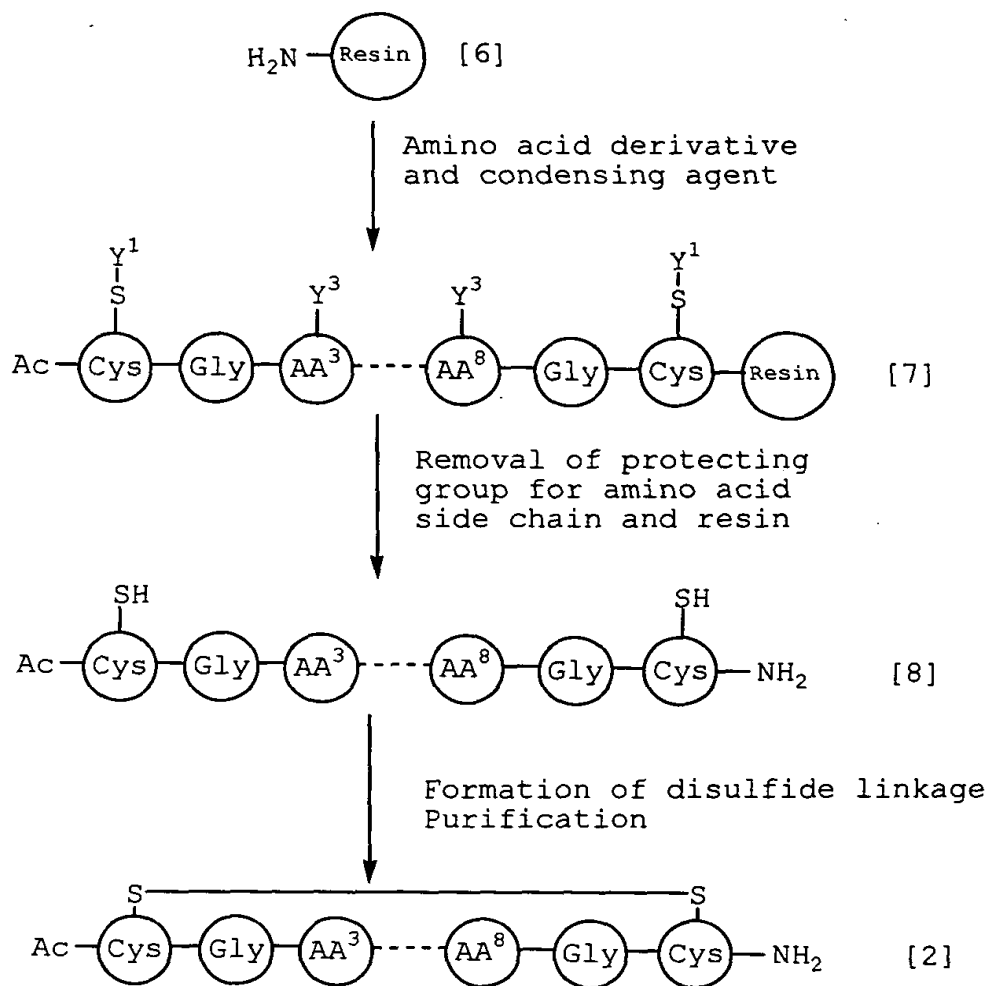 H₂N Resin [6]
Amino acid derivative
and condensing agent
Y¹ Y¹
S Y³ Y³ S
Ac Cys Gly AA³ AA⁸ Gly Cys Resin [7]
Removal of protecting
group for amino acid
side chain and resin
SH SH
Ac Cys Gly AA³ AA⁸ Gly Cys NH₂ [8]
Formation of disulfide linkage
Purification
S S
Ac Cys Gly AA³ AA⁸ Gly Cys NH₂ [2]